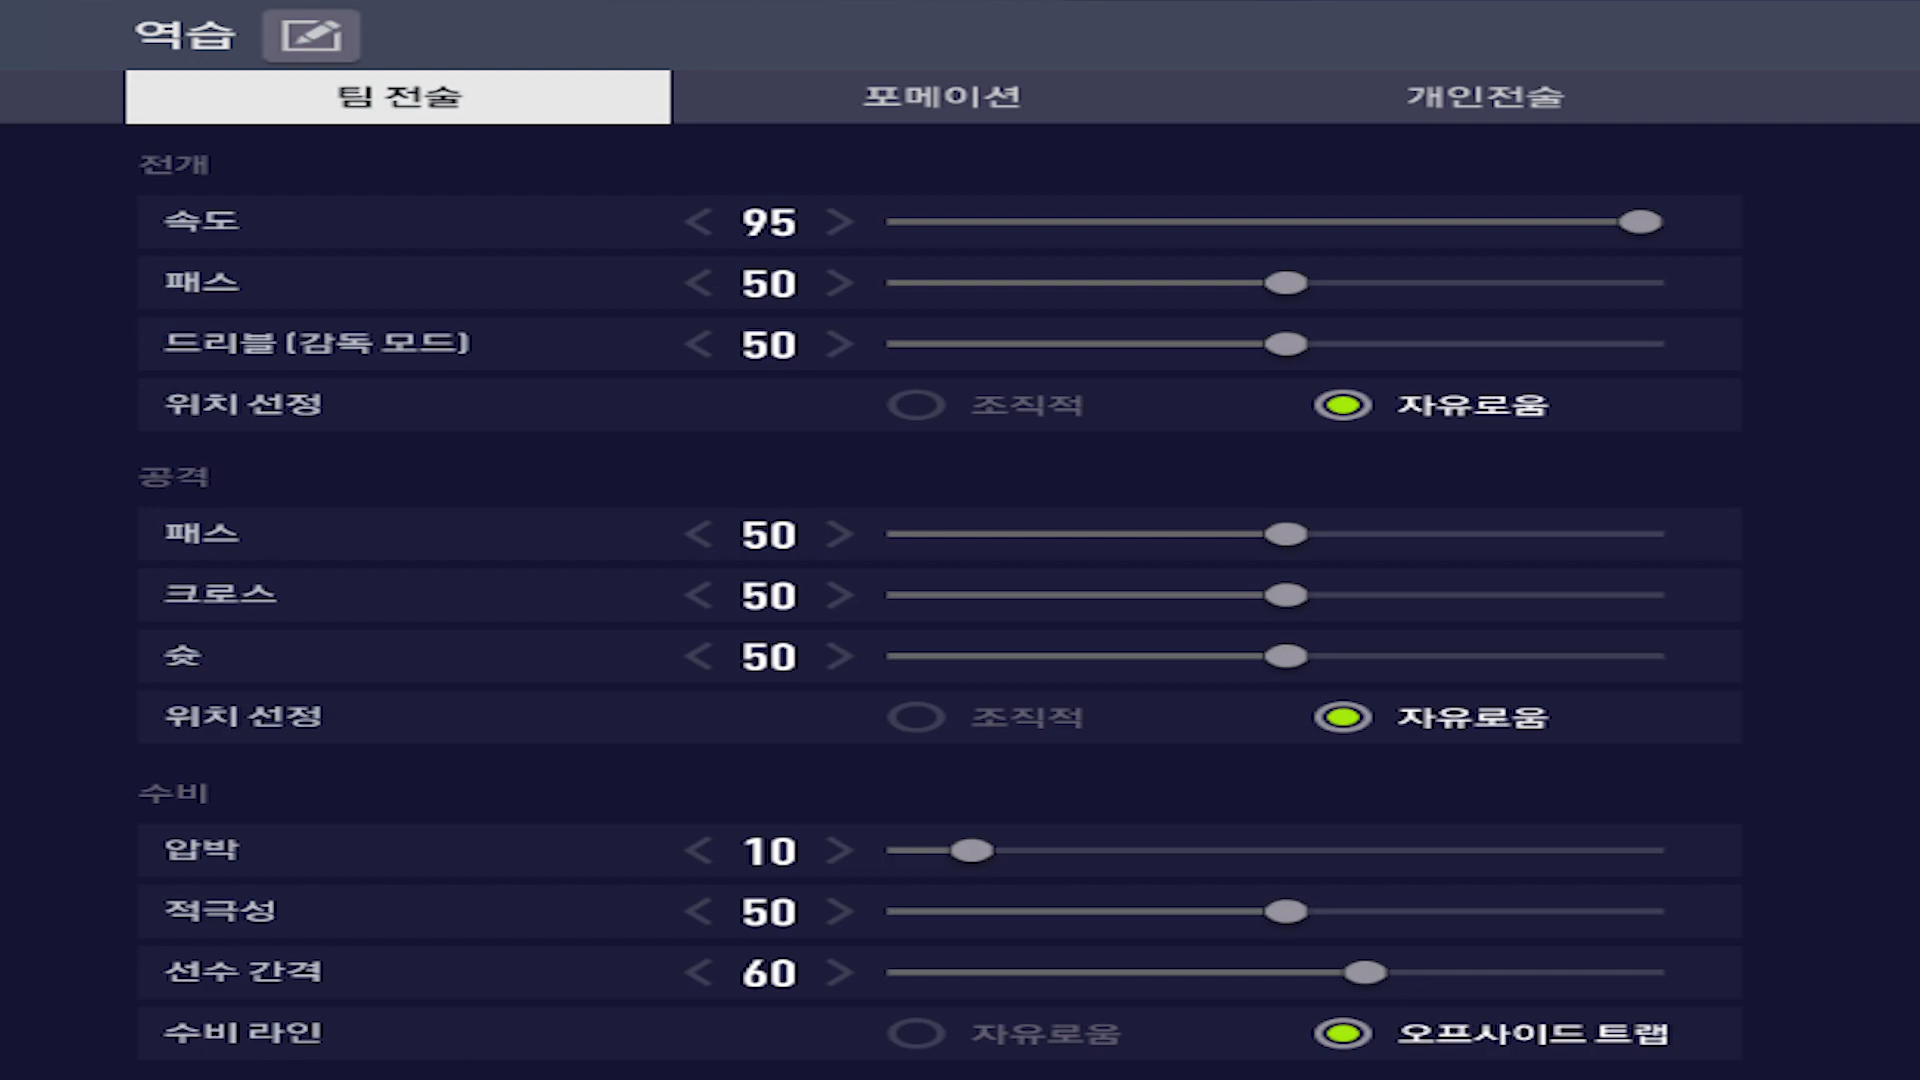 역습
팀 전술 포메이션 개인전술
전개
속도 < 95 >
패스 < 50 >
드리블 (감독 모드) < 50 >
위치 선정 조직적 자유로움
공격
패스 < 50 >
크로스 < 50 >
슛 < 50 >
위치 선정 조직적 자유로움
수비
압박 < 10 >
적극성 < 50 >
선수 간격 < 60 >
수비 라인 자유로움 오프사이드 트랩